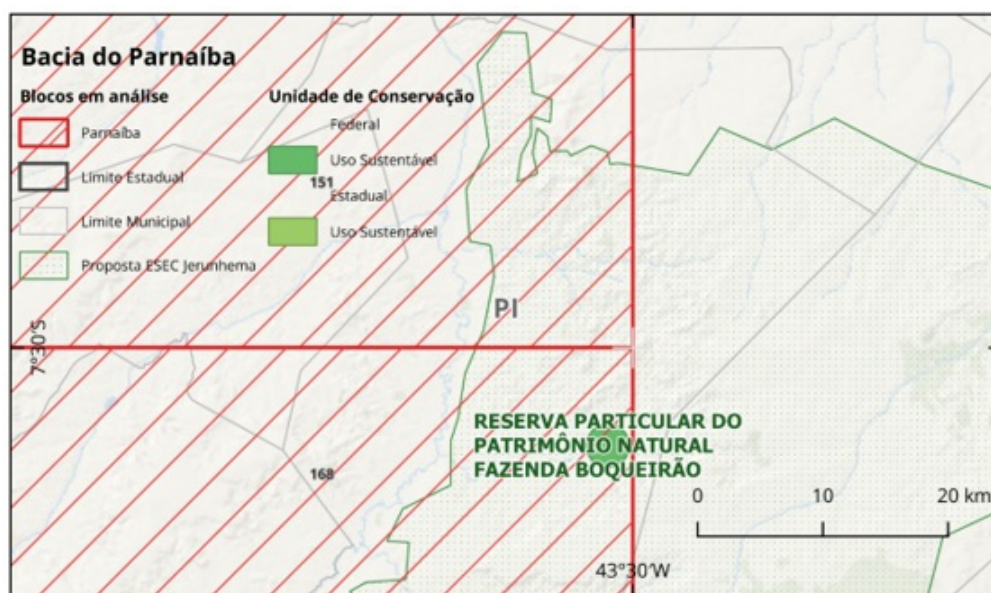 Bacia do Parnaíba
Blocos em análise
Parnaíba
Limite Estadual
Limite Municipal
Proposta ESEC Jerunhema
Unidade de Conservação
Federal
Uso Sustentável
151
Estadual
Uso Sustentável
PI
7°30'S
RESERVA PARTICULAR DO
PATRIMÔNIO NATURAL
FAZENDA BOQUEIRÃO
168
0 10 20 km
43°30'W